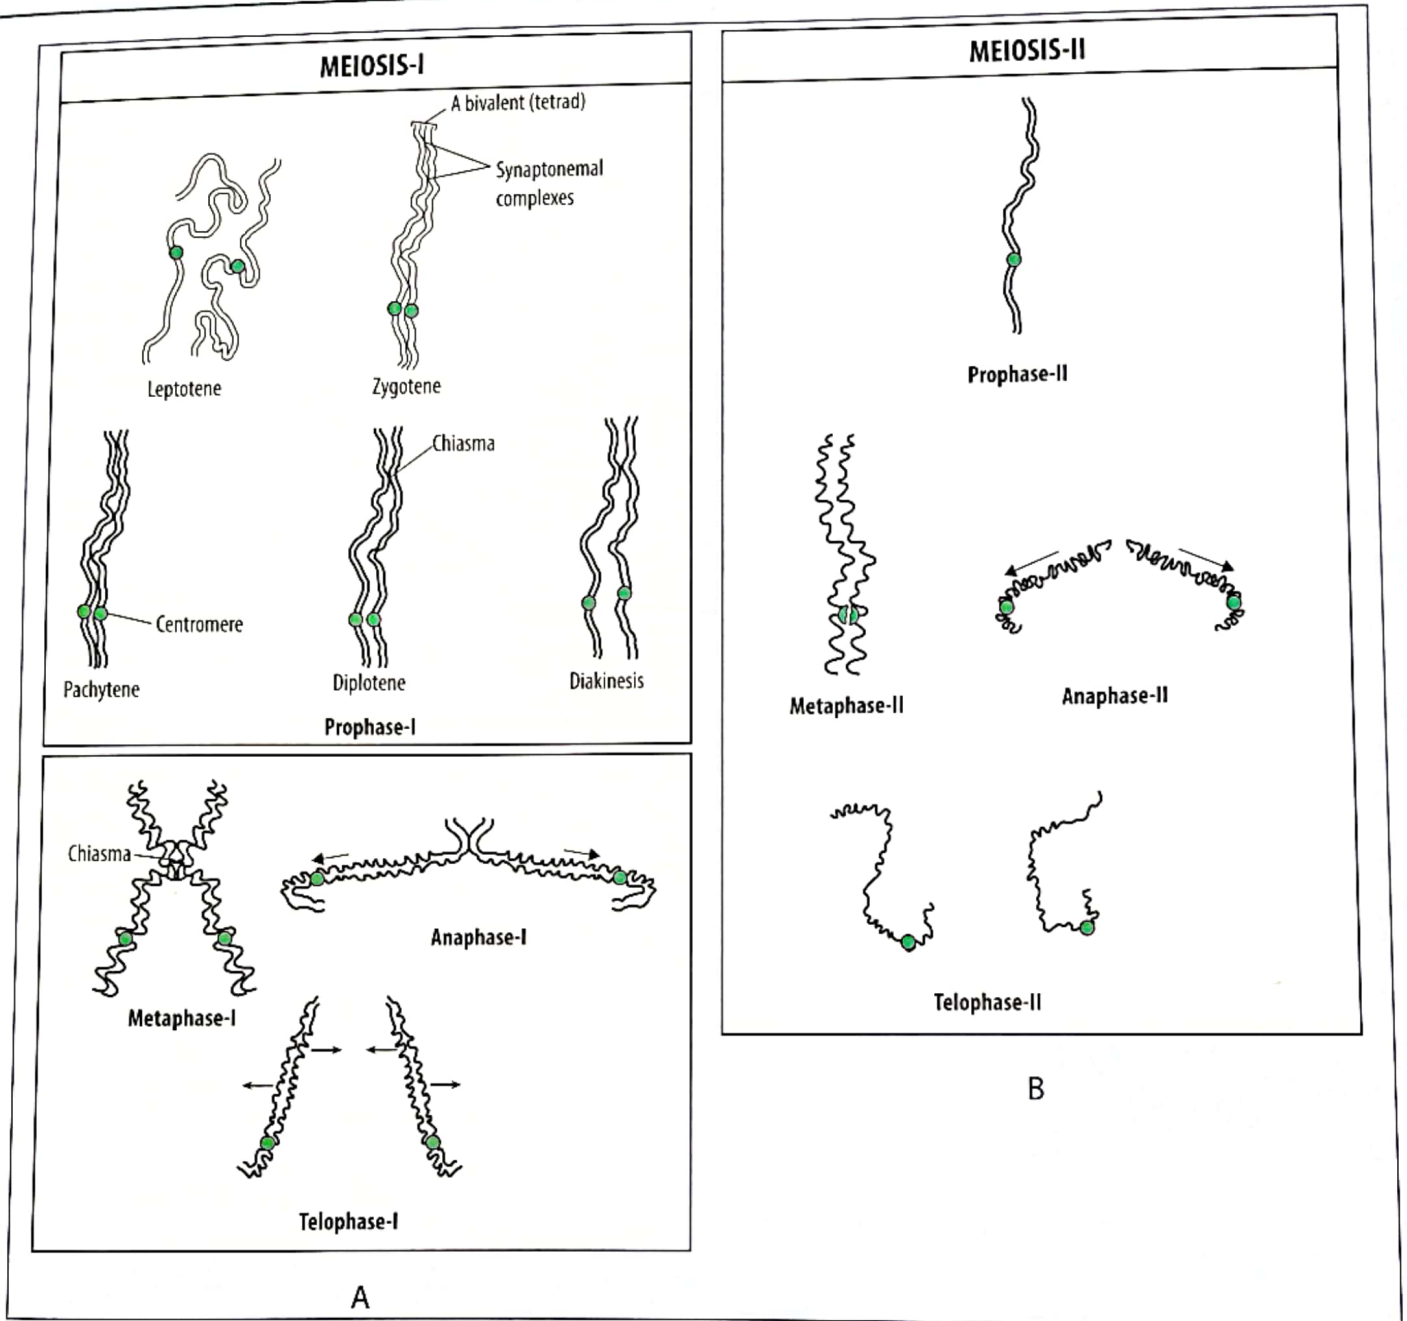 MEIOSIS-I
A bivalent (tetrad)
Synaptonemal
complexes
Leptotene
Zygotene
Chiasma
Centromere
Pachytene
Diplotene
Diakinesis
Prophase-I
Chiasma
Anaphase-I
Metaphase-I
Telophase-I
A
MEIOSIS-II
Prophase-II
Metaphase-II
Anaphase-II
Telophase-II
B